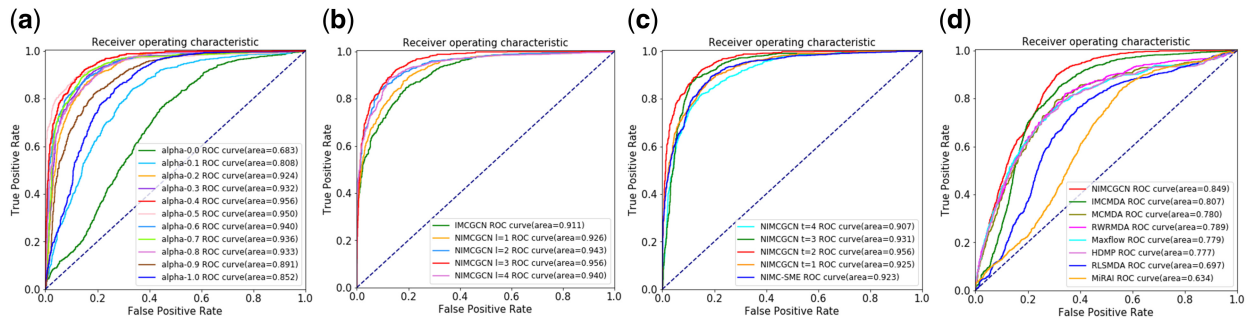 (a)
Receiver operating characteristic
True Positive Rate
1.0
0.8
0.6
0.4
0.2
0.0
alpha-0.0 ROC curve(area=0.683)
alpha-0.1 ROC curve(area=0.808)
alpha-0.2 ROC curve(area=0.924)
alpha-0.3 ROC curve(area=0.932)
alpha-0.4 ROC curve(area=0.956)
alpha-0.5 ROC curve(area=0.950)
alpha-0.6 ROC curve(area=0.940)
alpha-0.7 ROC curve(area=0.936)
alpha-0.8 ROC curve(area=0.933)
alpha-0.9 ROC curve(area=0.891)
alpha-1.0 ROC curve(area=0.852)
0.0 0.2 0.4 0.6 0.8 1.0
False Positive Rate
(b)
Receiver operating characteristic
True Positive Rate
1.0
0.8
0.6
0.4
0.2
0.0
IMCGCN ROC curve(area=0.911)
NIMCGCN l=1 ROC curve(area=0.926)
NIMCGCN l=2 ROC curve(area=0.943)
NIMCGCN l=3 ROC curve(area=0.956)
NIMCGCN l=4 ROC curve(area=0.940)
0.0 0.2 0.4 0.6 0.8 1.0
False Positive Rate
(c)
Receiver operating characteristic
True Positive Rate
1.0
0.8
0.6
0.4
0.2
0.0
NIMCGCN t=4 ROC curve(area=0.907)
NIMCGCN t=3 ROC curve(area=0.931)
NIMCGCN t=2 ROC curve(area=0.956)
NIMCGCN t=1 ROC curve(area=0.925)
NIMC-SME ROC curve(area=0.923)
0.0 0.2 0.4 0.6 0.8 1.0
False Positive Rate
(d)
Receiver operating characteristic
True Positive Rate
1.0
0.8
0.6
0.4
0.2
0.0
NIMCGCN ROC curve(area=0.849)
IMCMDA ROC curve(area=0.807)
MCMDA ROC curve(area=0.780)
RWRMDA ROC curve(area=0.789)
Maxflow ROC curve(area=0.779)
HDMP ROC curve(area=0.777)
RLSMDA ROC curve(area=0.697)
MiRAI ROC curve(area=0.634)
0.0 0.2 0.4 0.6 0.8 1.0
False Positive Rate